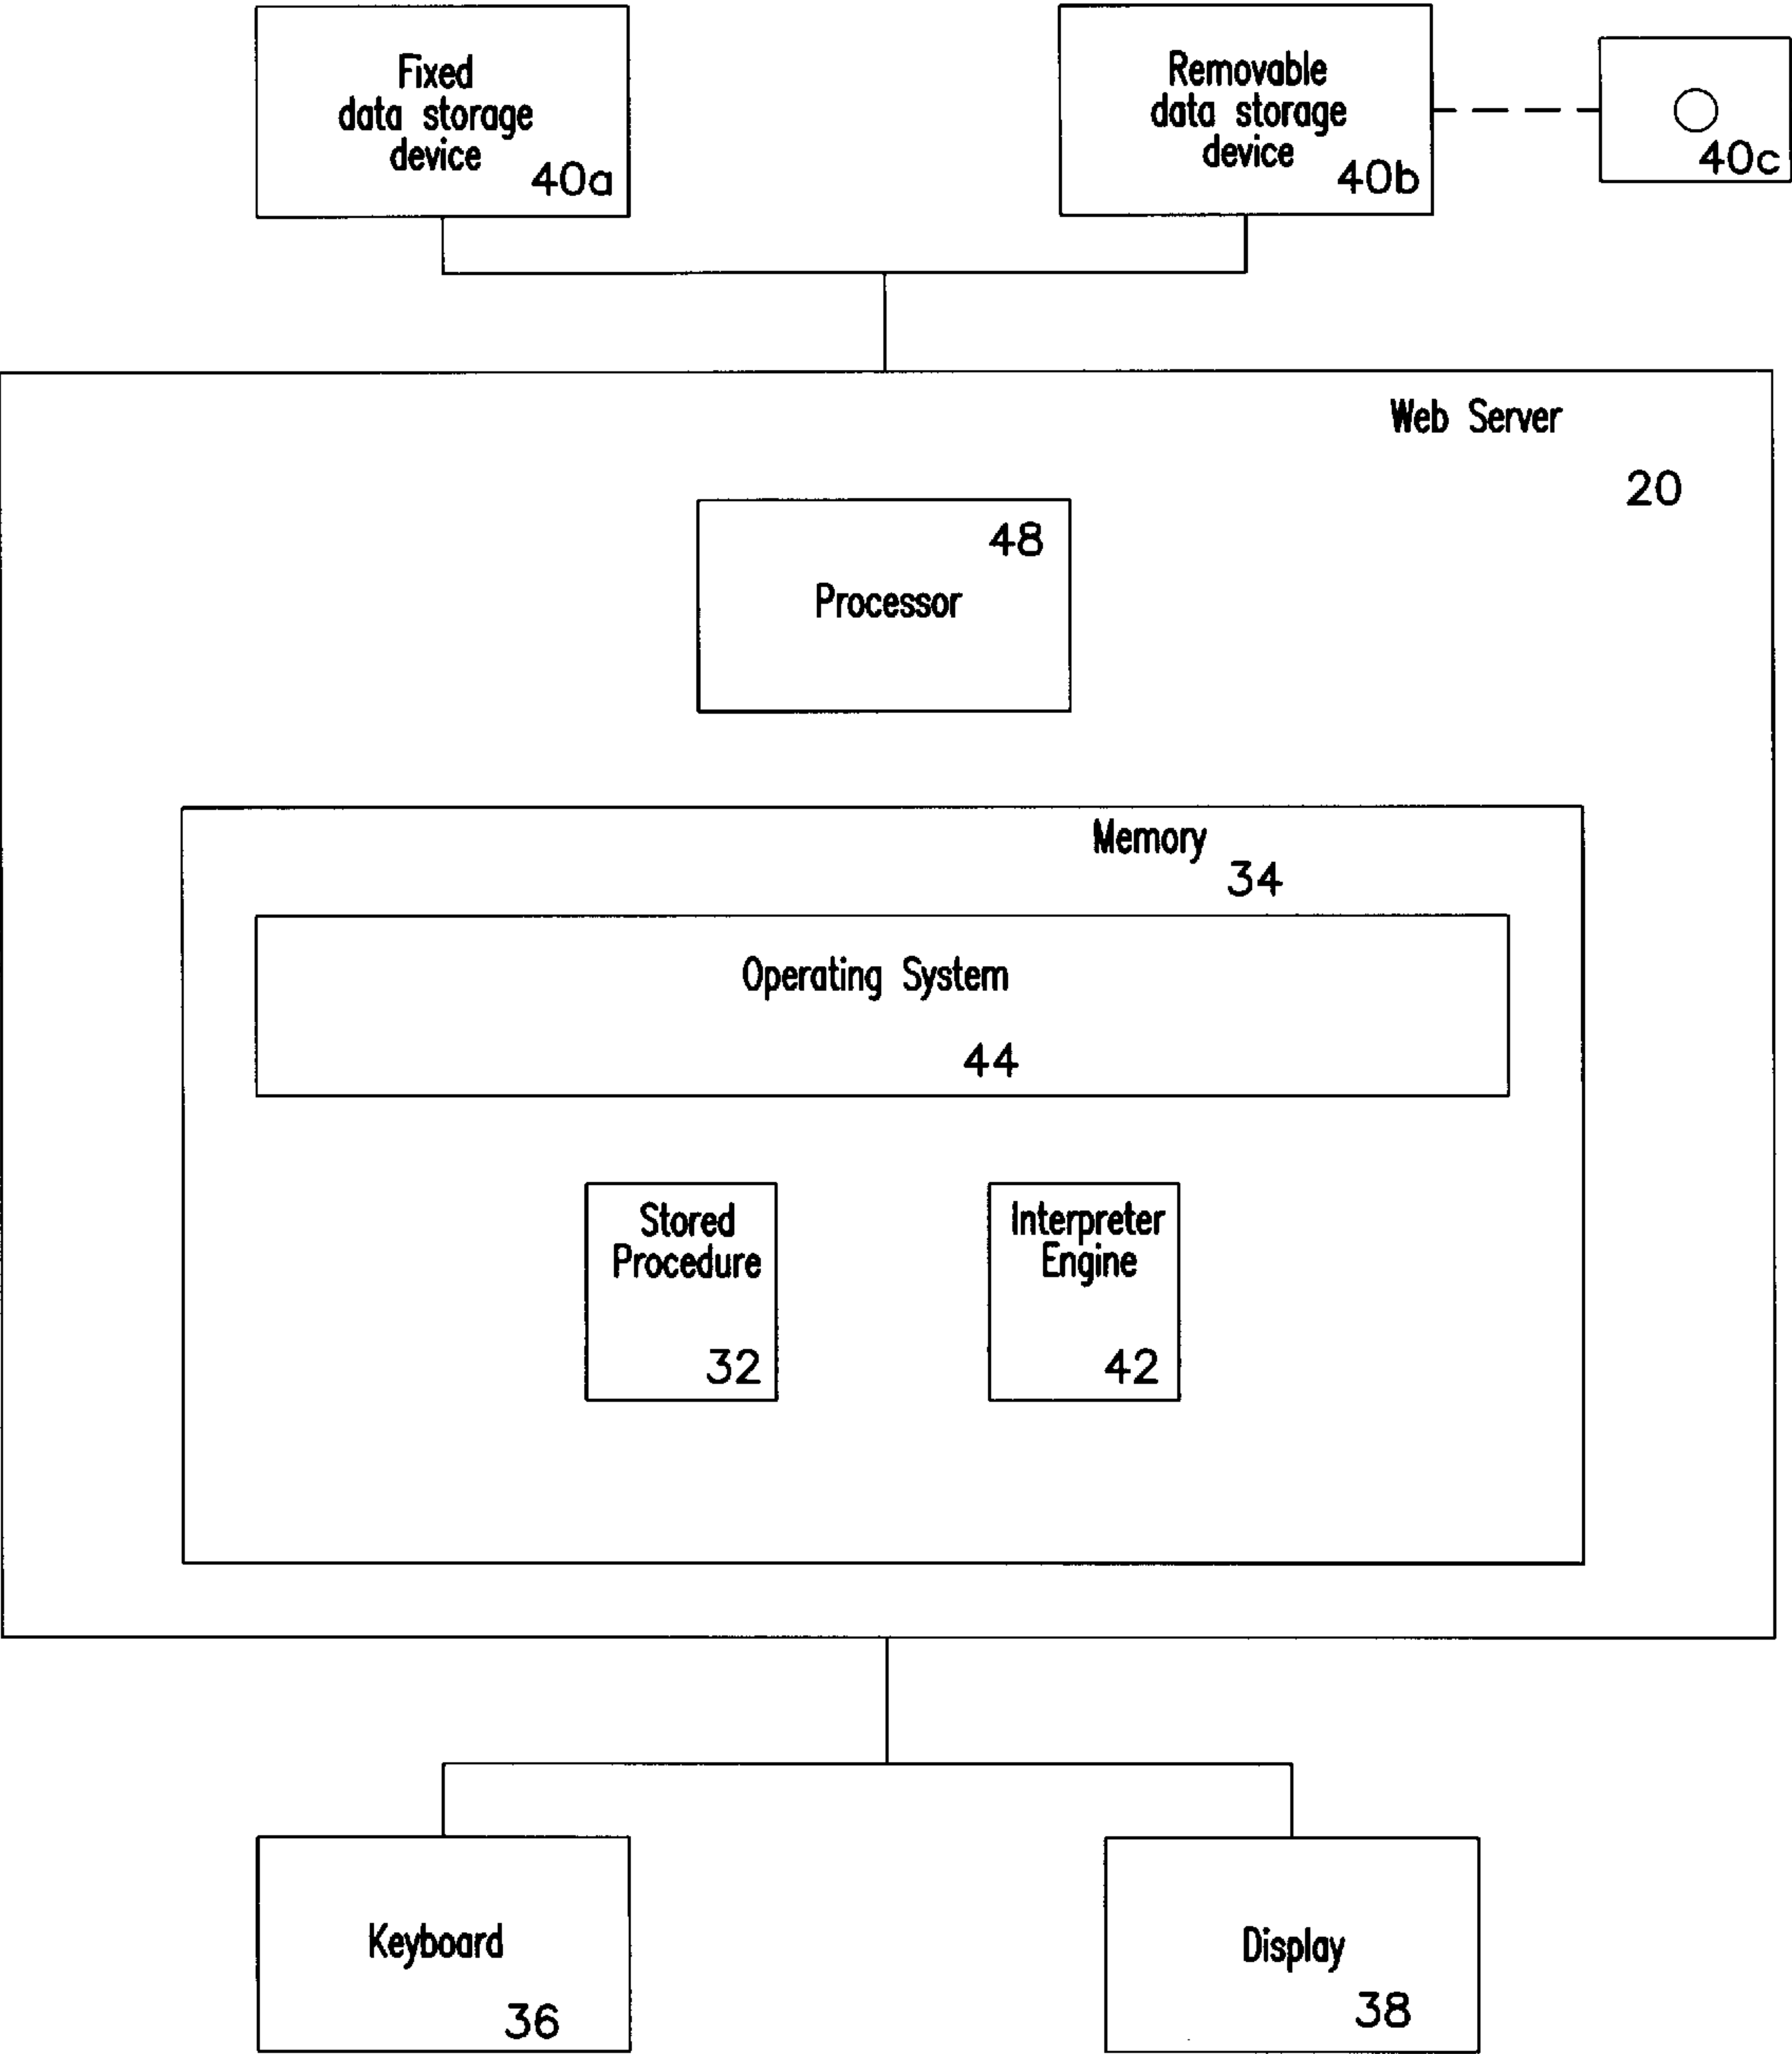 Fixed
data storage
device
40a
Removable
data storage
device
40b
40c
Web Server
20
48
Processor
Memory
34
Operating System
44
Stored
Procedure
32
Interpreter
Engine
42
Keyboard
36
Display
38